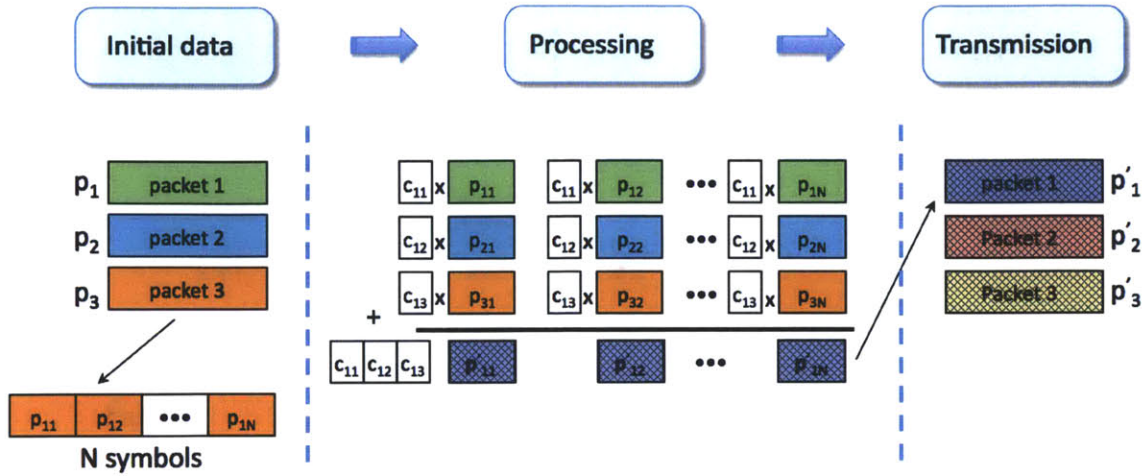 Initial data
Processing
Transmission
p1 packet 1
p2 packet 2
p3 packet 3
p11 p12 ••• p1N
N symbols
c11 x p11 c11 x p12 ••• c11 x p1N
c12 x p21 c12 x p22 ••• c12 x p2N
c13 x p31 c13 x p32 ••• c13 x p3N
+
c11 c12 c13 p'11 p'12 ••• p'1N
packet 1 p'1
Packet 2 p'2
Packet 3 p'3